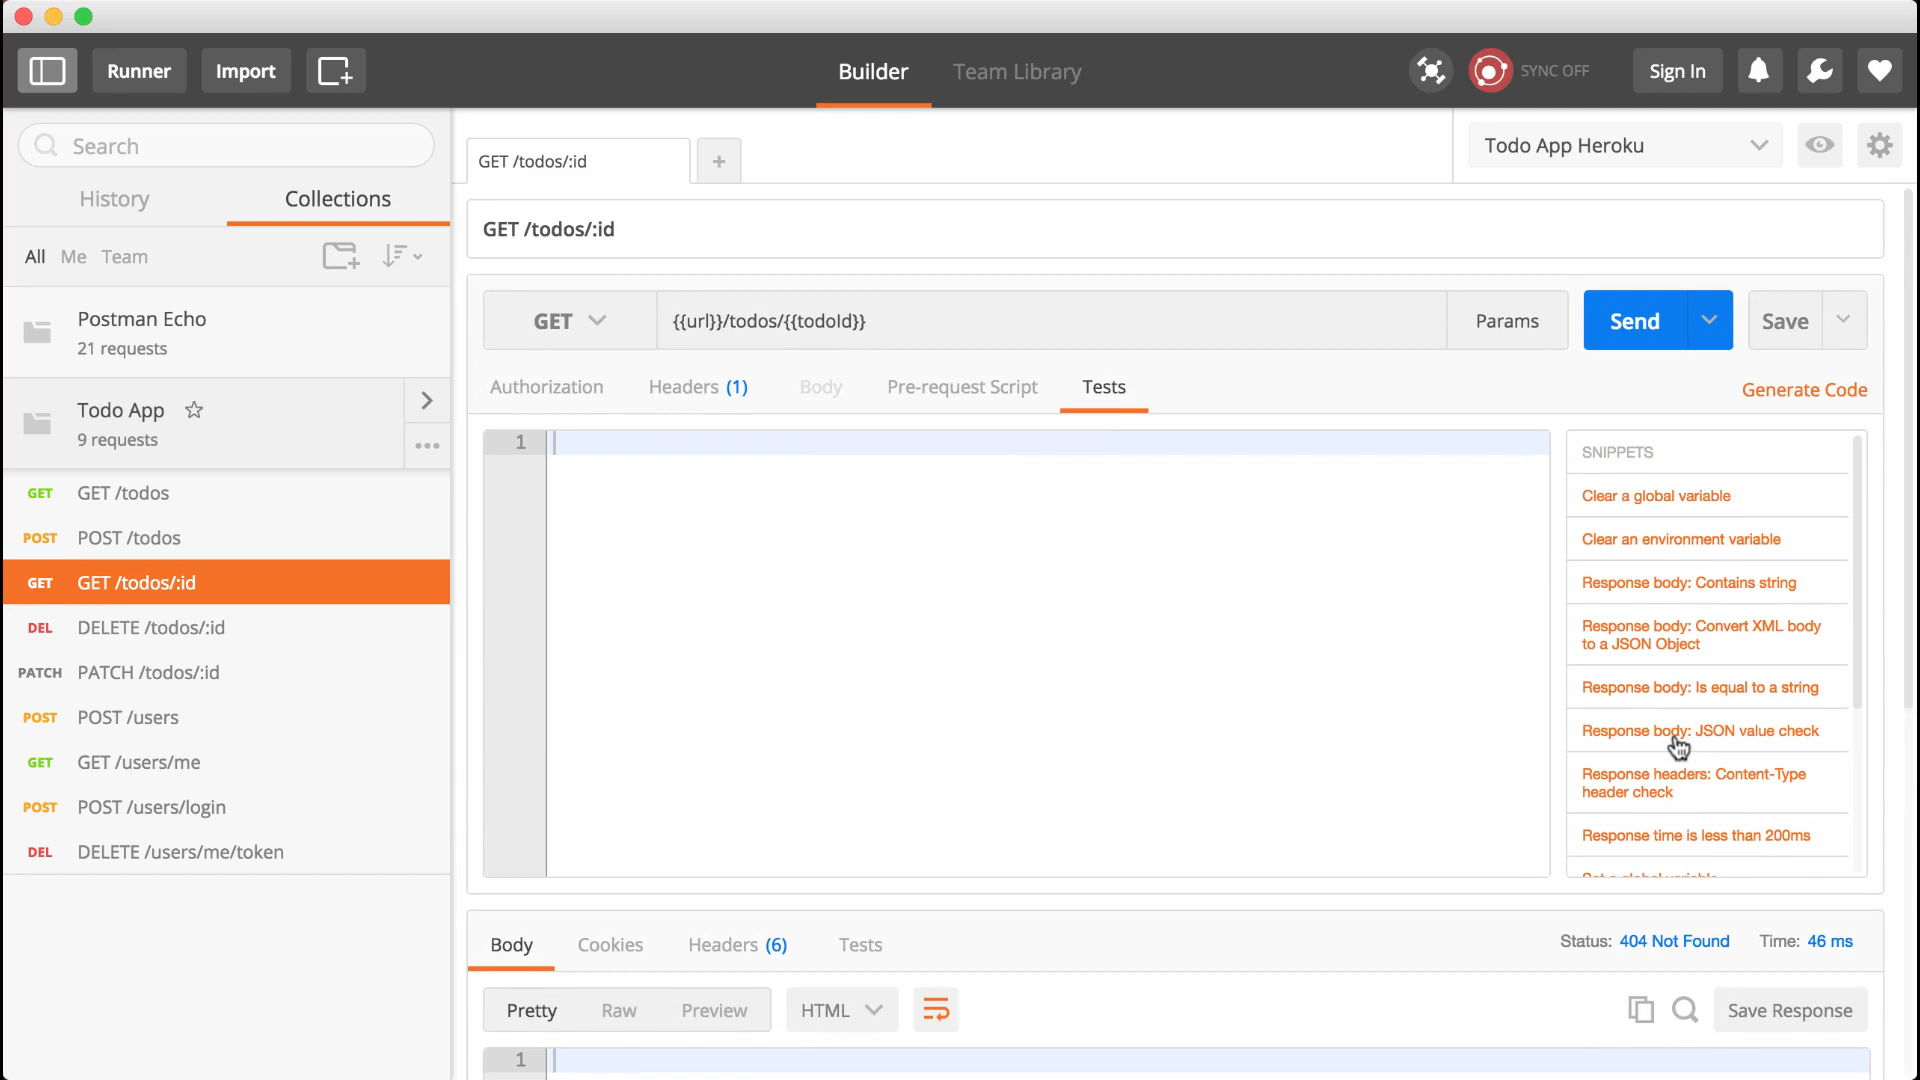 Runner
Import
Builder
Team Library
SYNC OFF
Sign In
Search
History
Collections
All
Me
Team
Postman Echo
21 requests
Todo App
9 requests
GET GET /todos
POST POST /todos
GET GET /todos/:id
DEL DELETE /todos/:id
PATCH PATCH /todos/:id
POST POST /users
GET GET /users/me
POST POST /users/login
DEL DELETE /users/me/token
GET /todos/:id
+
Todo App Heroku
GET /todos/:id
GET
{{url}}/todos/{{todoId}}
Params
Send
Save
Authorization
Headers (1)
Body
Pre-request Script
Tests
Generate Code
1
SNIPPETS
Clear a global variable
Clear an environment variable
Response body: Contains string
Response body: Convert XML body
to a JSON Object
Response body: Is equal to a string
Response body: JSON value check
Response headers: Content-Type
header check
Response time is less than 200ms
Set a global variable
Body
Cookies
Headers (6)
Tests
Status: 404 Not Found
Time: 46 ms
Pretty
Raw
Preview
HTML
Save Response
1